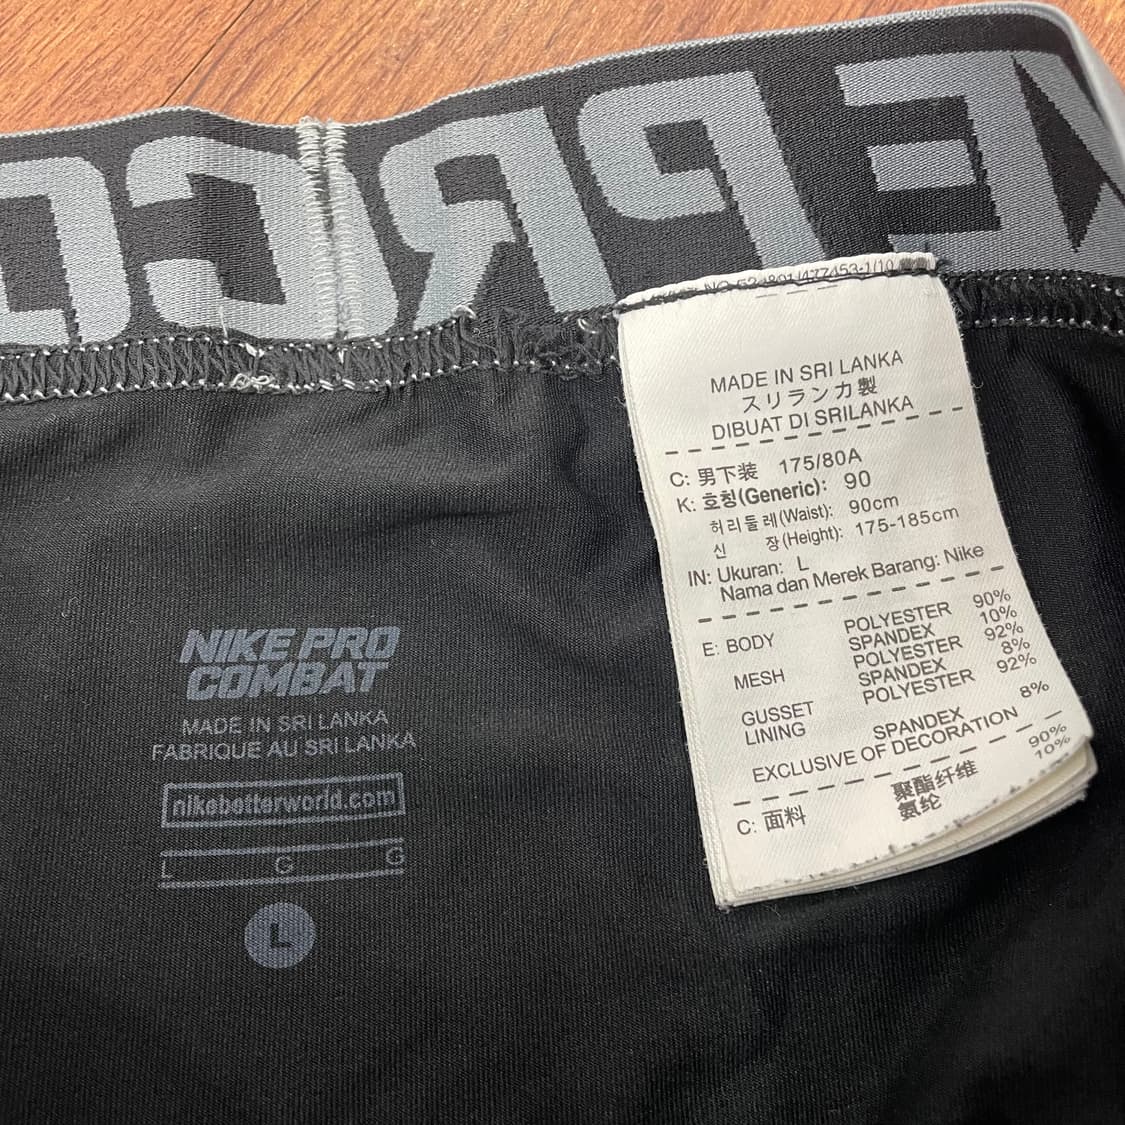 PRO
MADE IN SRI LANKA
スリランカ製
DIBUAT DI SRILANKA
C: 男下装 175/80A
K: 호칭(Generic): 90
허리둘레(Waist): 90cm
신 장(Height): 175-185cm
IN: Ukuran: L
Nama dan Merek Barang: Nike
E: BODY POLYESTER 90%
SPANDEX 10%
MESH POLYESTER 92%
SPANDEX 8%
GUSSET LINING POLYESTER 92%
SPANDEX 8%
EXCLUSIVE OF DECORATION
C: 面料 聚酯纤维 90%
氨纶 10%
NIKE PRO
COMBAT
MADE IN SRI LANKA
FABRIQUE AU SRI LANKA
nikebetterworld.com
L G G
L